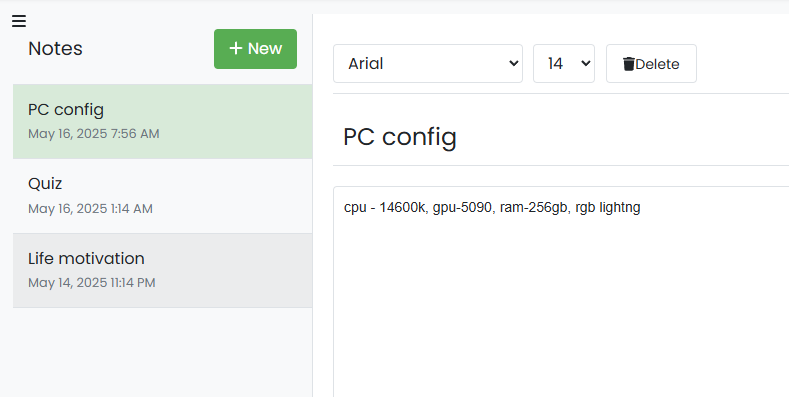 Notes
+ New
PC config
May 16, 2025 7:56 AM
Quiz
May 16, 2025 1:14 AM
Life motivation
May 14, 2025 11:14 PM
Arial
14
Delete
PC config
cpu - 14600k, gpu-5090, ram-256gb, rgb lightng